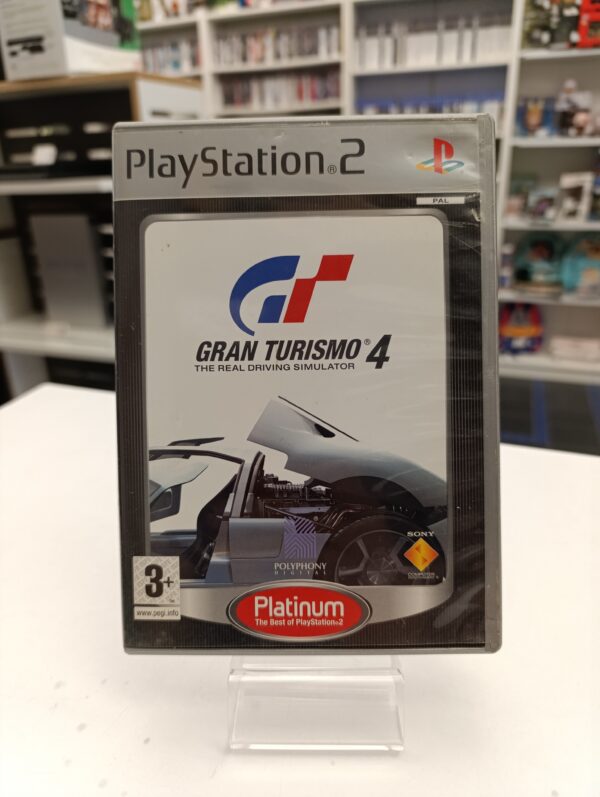 PlayStation®2
PAL
GT
GRAN TURISMO® 4
THE REAL DRIVING SIMULATOR
SONY
COMPUTER
POLYPHONY
DIGITAL
3+
www.pegi.info
Platinum
The Best of PlayStation®2